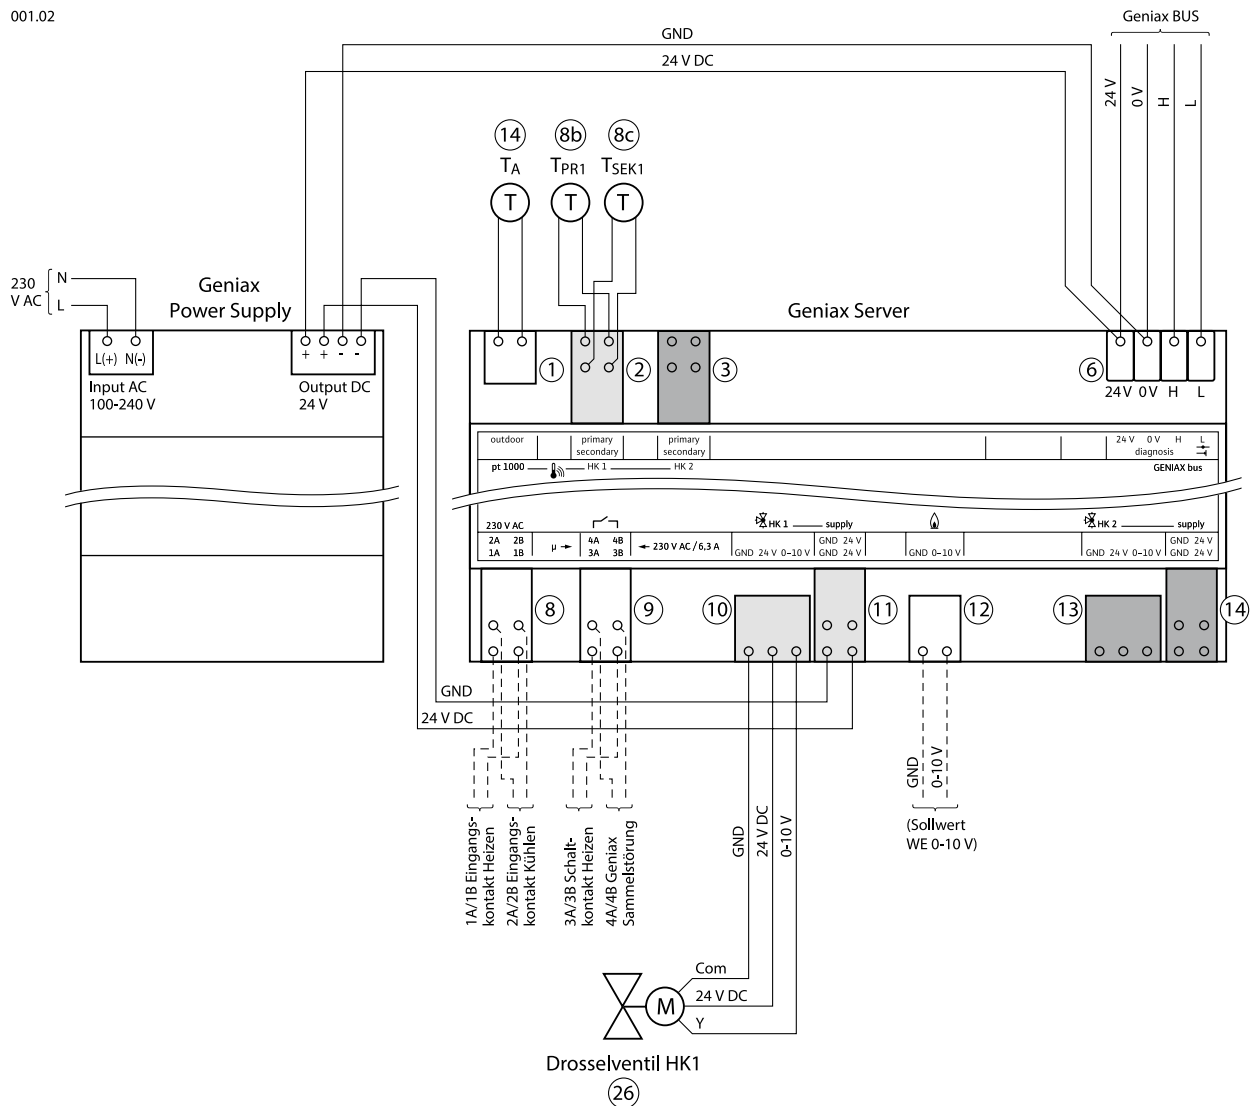 001.02
Geniax BUS
GND
24 V DC
24 V
0 V
H
L
14
8b
8c
TA
TPR1
TSEK1
T
T
T
230
V AC
N
L
Geniax
Power Supply
Geniax Server
L(+) N(-)
+ + - -
Input AC
100-240 V
Output DC
24 V
1
2
3
6
24 V 0 V H L
outdoor
primary
secondary
primary
secondary
24 V 0 V H L
diagnosis
pt 1000
HK 1
HK 2
GENIAX bus
230 V AC
HK 1
supply
HK 2
supply
2A 2B
1A 1B
µ
4A 4B
3A 3B
230 V AC / 6,3 A
GND 24 V 0–10 V
GND 24 V
GND 24 V
GND 0–10 V
GND 24 V 0–10 V
GND 24 V
GND 24 V
8
9
10
11
12
13
14
GND
24 V DC
1A/1B Eingangs-
kontakt Heizen
2A/2B Eingangs-
kontakt Kühlen
3A/3B Schalt-
kontakt Heizen
4A/4B Geniax
Sammelstörung
GND
24 V DC
0-10 V
GND
0-10 V
(Sollwert
WE 0-10 V)
Com
24 V DC
Y
M
Drosselventil HK1
26